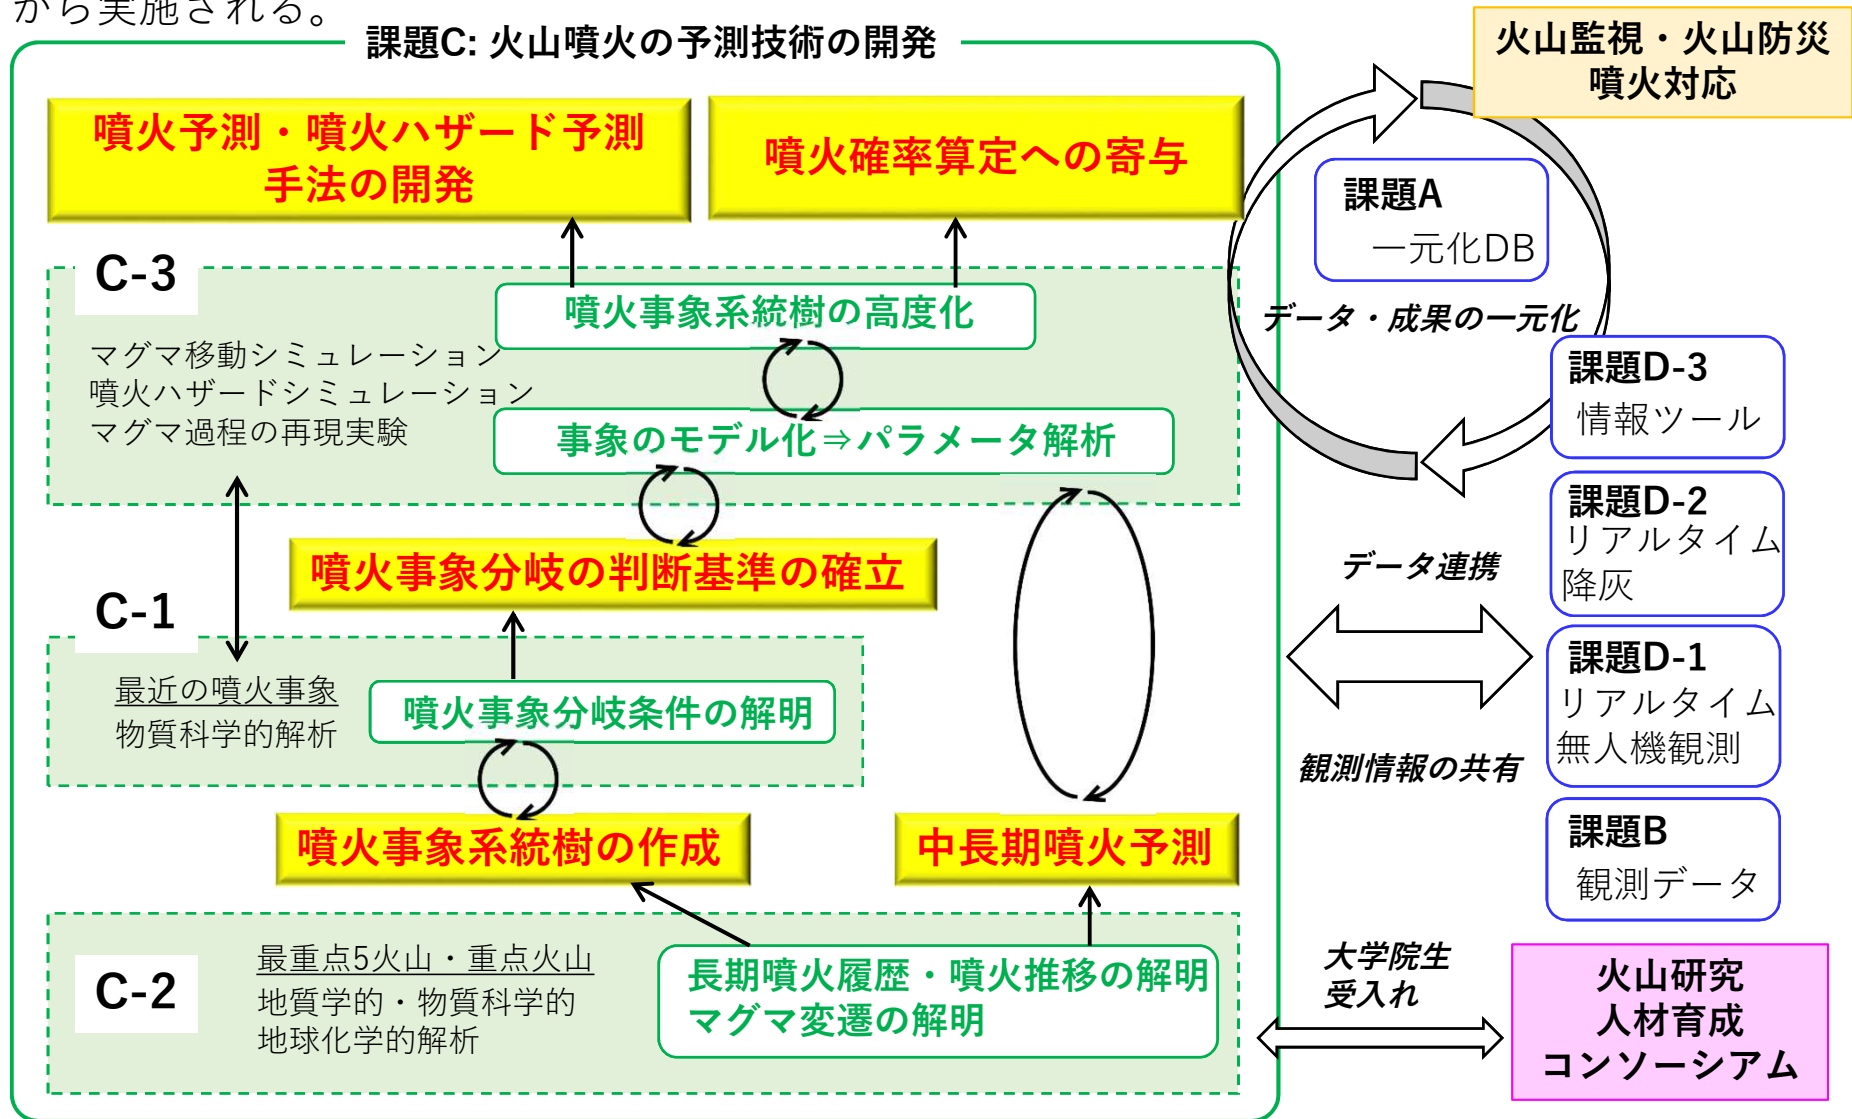 から実施される。
課題C: 火山噴火の予測技術の開発
噴火予測・噴火ハザード予測
手法の開発
噴火確率算定への寄与
C-3
噴火事象系統樹の高度化
マグマ移動シミュレーション
噴火ハザードシミュレーション
マグマ過程の再現実験
事象のモデル化⇒パラメータ解析
噴火事象分岐の判断基準の確立
C-1
最近の噴火事象
物質科学的解析
噴火事象分岐条件の解明
噴火事象系統樹の作成
中長期噴火予測
C-2
最重点5火山・重点火山
地質学的・物質科学的
地球化学的解析
長期噴火履歴・噴火推移の解明
マグマ変遷の解明
火山監視・火山防災
噴火対応
課題A
一元化DB
データ・成果の一元化
課題D-3
情報ツール
課題D-2
リアルタイム
降灰
データ連携
課題D-1
リアルタイム
無人機観測
観測情報の共有
課題B
観測データ
大学院生
受入れ
火山研究
人材育成
コンソーシアム